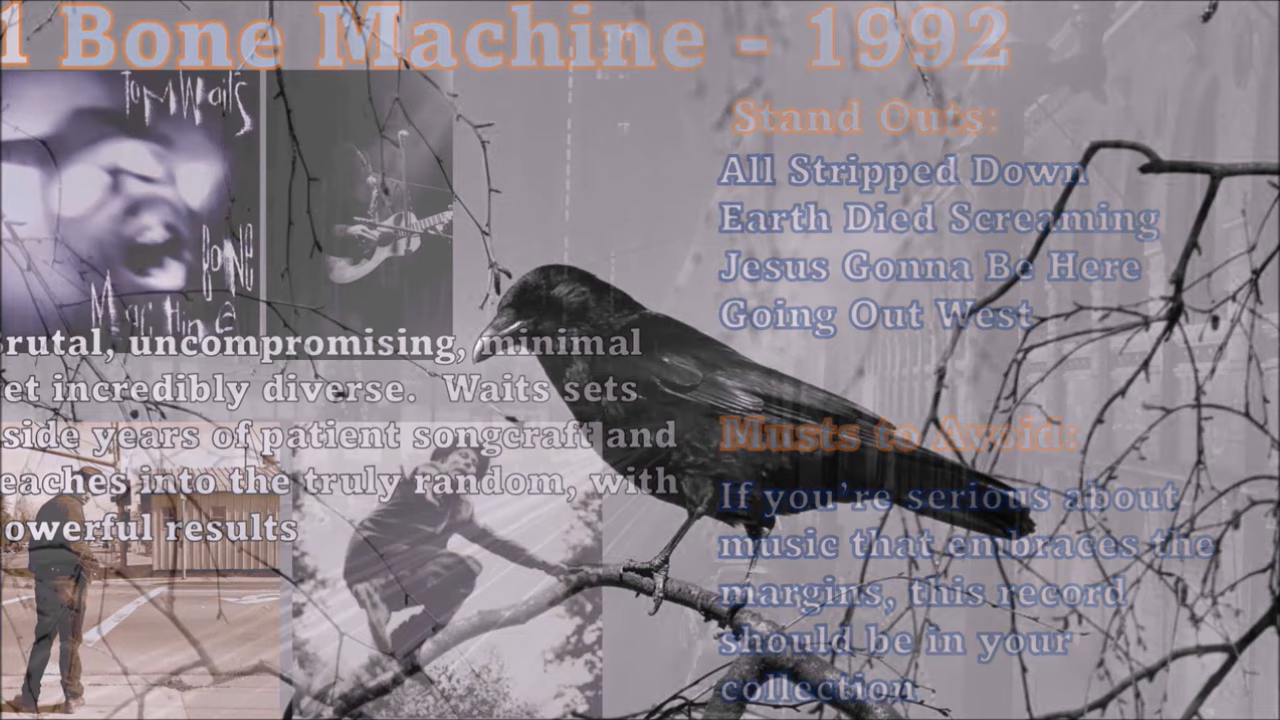 1 Bone Machine - 1992
Tom Waits
Bone
Machine
Stand Outs:
All Stripped Down
Earth Died Screaming
Jesus Gonna Be Here
Going Out West
rutal, uncompromising, minimal
et incredibly diverse.  Waits sets
side years of patient songcraft and
eaches into the truly random, with
owerful results
Musts to Avoid:
If you're serious about
music that embraces the
margins, this record
should be in your
collection